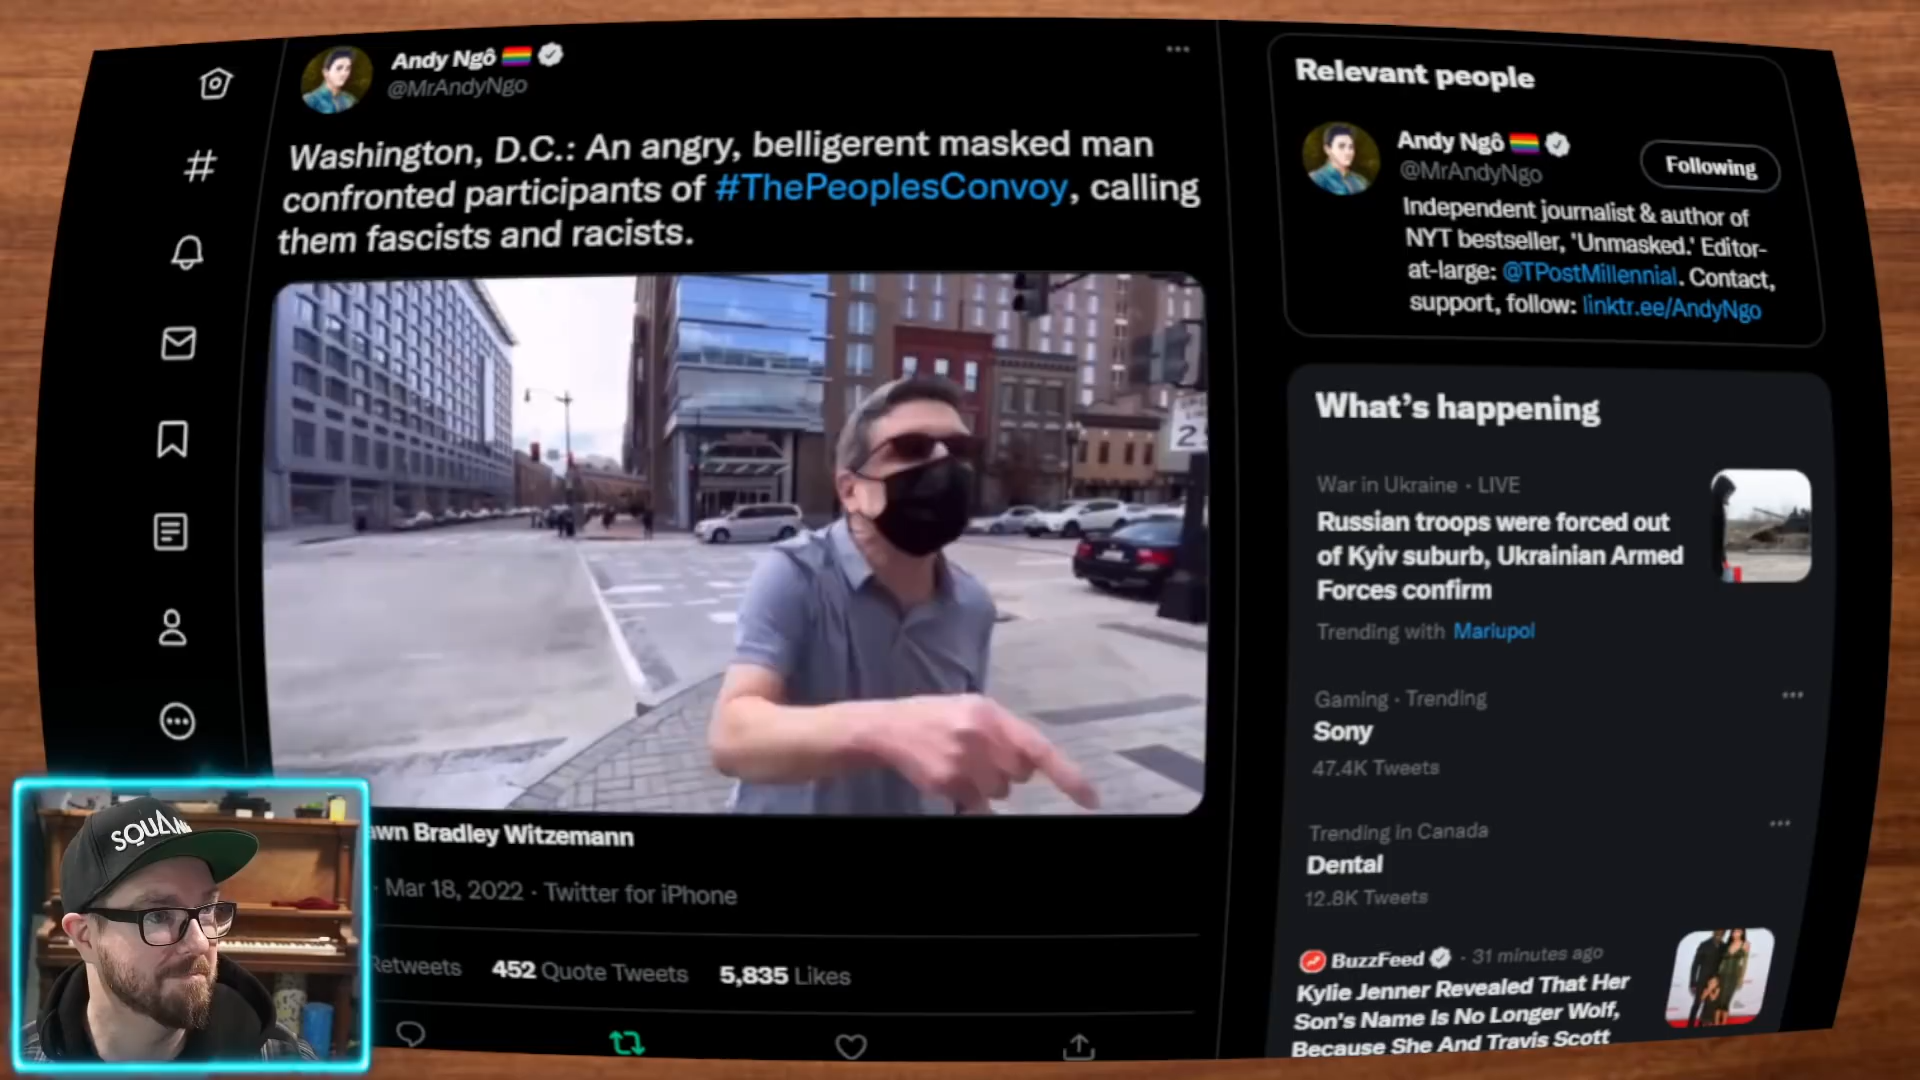 Andy Ngô
@MrAndyNgo
Washington, D.C.: An angry, belligerent masked man
confronted participants of #ThePeoplesConvoy, calling
them fascists and racists.
Bradley Witzemann
· Mar 18, 2022 · Twitter for iPhone
Retweets 452 Quote Tweets 5,835 Likes
Relevant people
Andy Ngô
@MrAndyNgo
Following
Independent journalist & author of
NYT bestseller, 'Unmasked.' Editor-
at-large: @TPostMillennial. Contact,
support, follow: linktr.ee/AndyNgo
What's happening
War in Ukraine · LIVE
Russian troops were forced out
of Kyiv suburb, Ukrainian Armed
Forces confirm
Trending with Mariupol
Gaming · Trending
Sony
47.4K Tweets
Trending in Canada
Dental
12.8K Tweets
BuzzFeed · 31 minutes ago
Kylie Jenner Revealed That Her
Son's Name Is No Longer Wolf,
Because She And Travis Scott